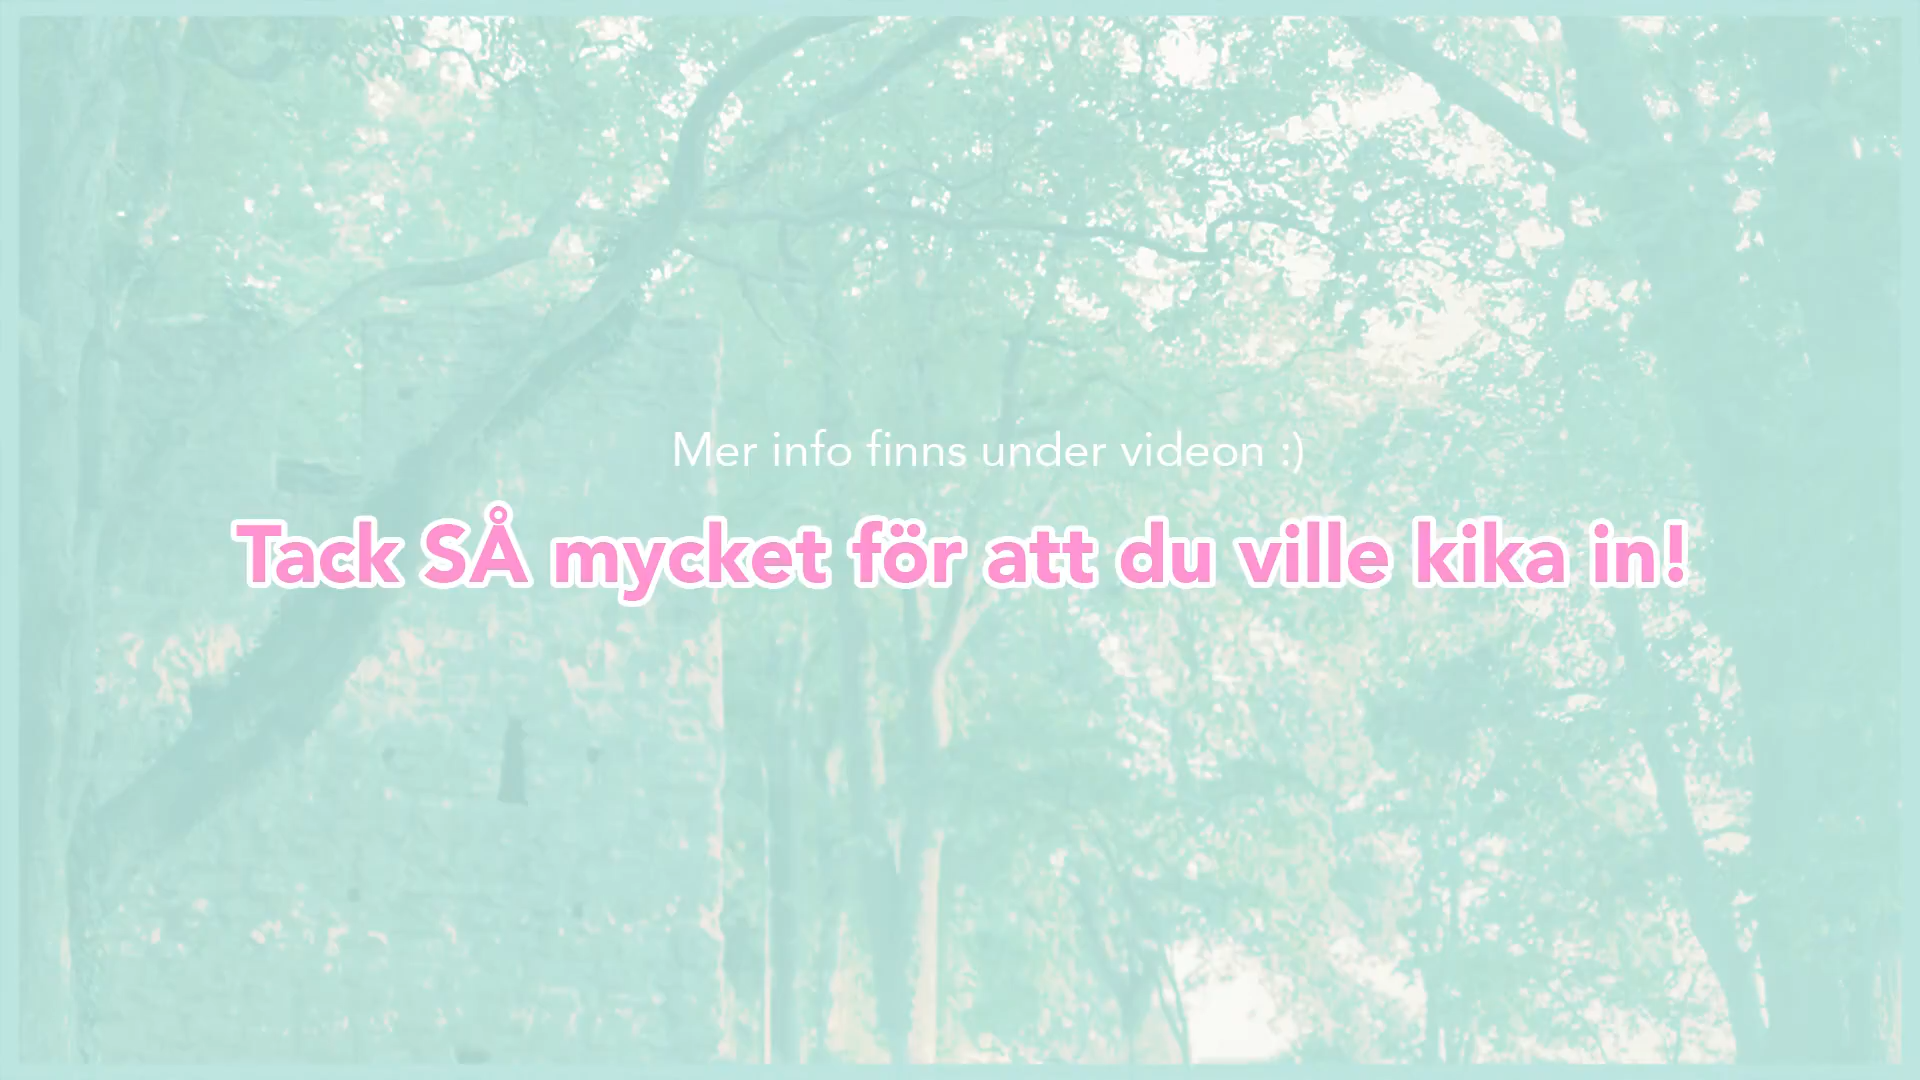 Mer info finns under videon :)
Tack SÅ mycket för att du ville kika in!